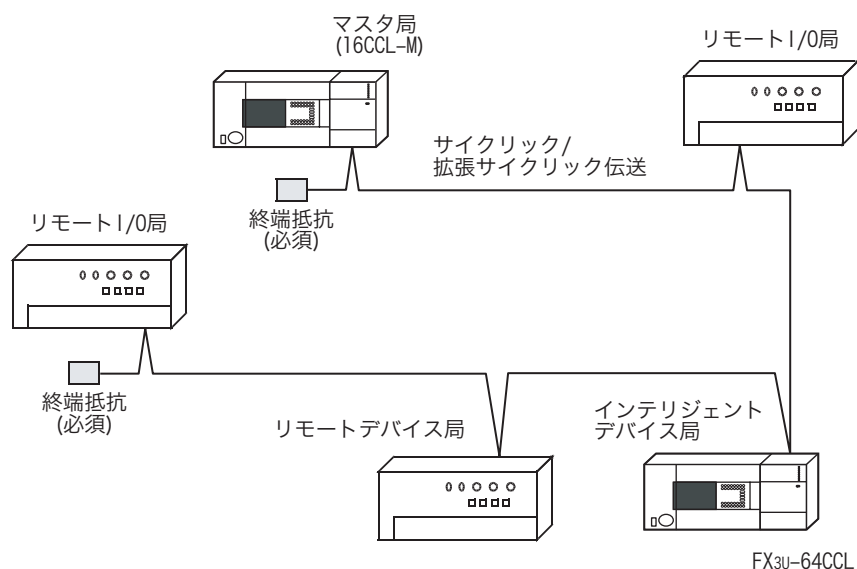 マスタ局
(16CCL-M)
リモートI/O局
サイクリック/
拡張サイクリック伝送
終端抵抗
(必須)
リモートI/O局
終端抵抗
(必須)
リモートデバイス局
インテリジェント
デバイス局
FX3U-64CCL